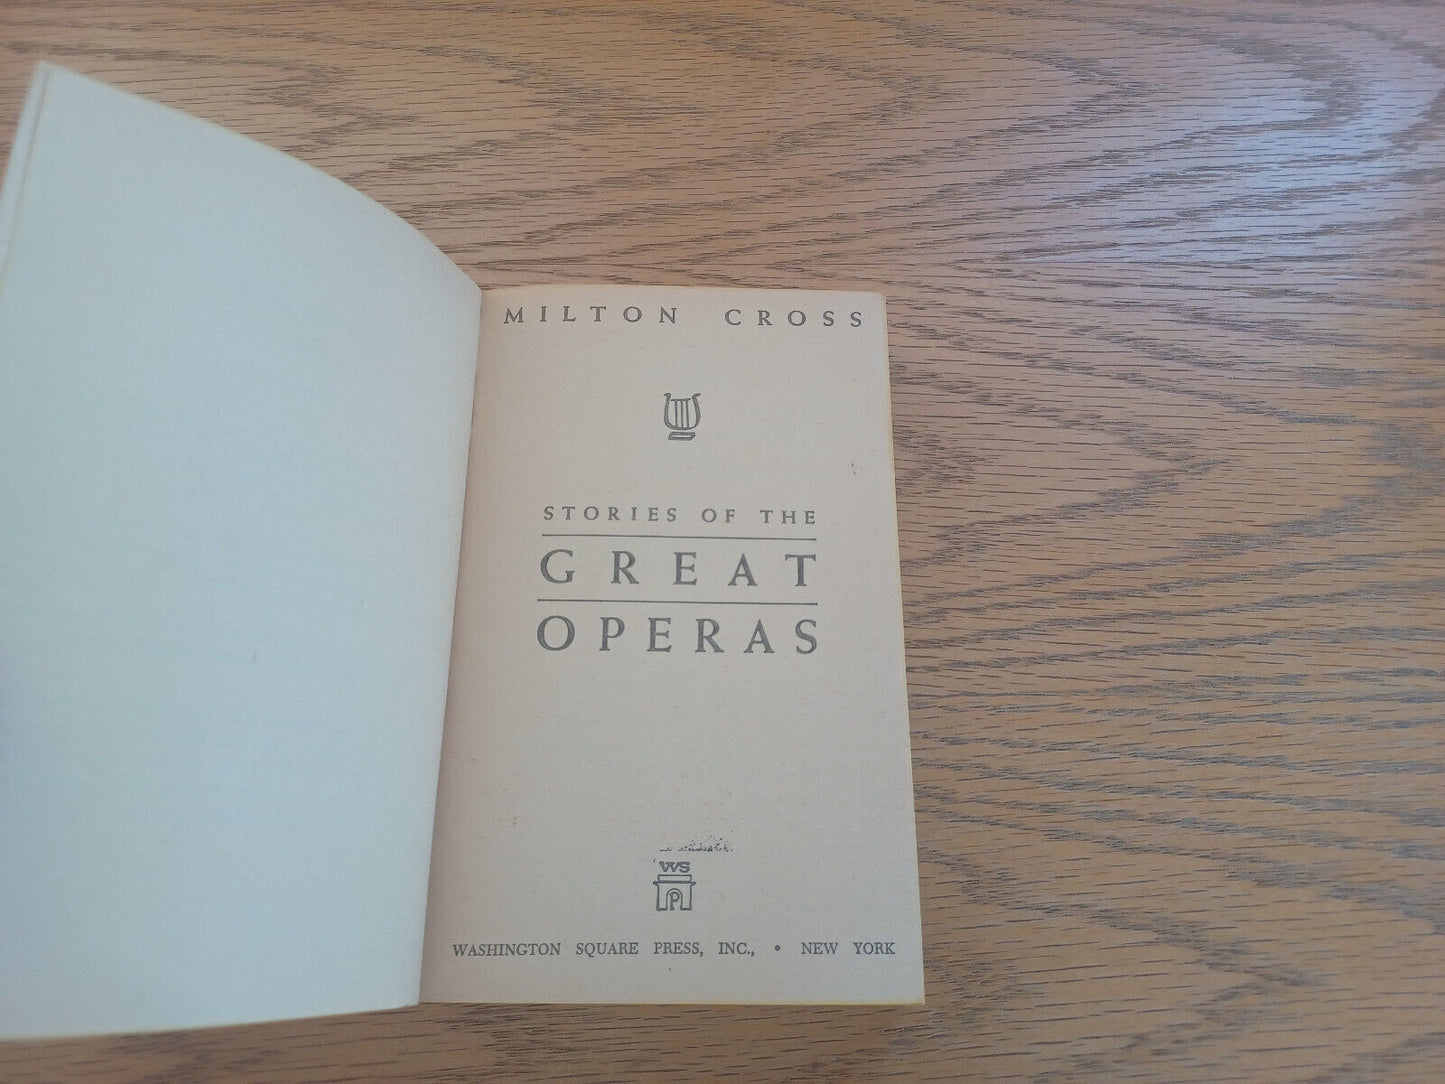 MILTON CROSS
STORIES OF THE
GREAT
OPERAS
WS
P
WASHINGTON SQUARE PRESS, INC., • NEW YORK